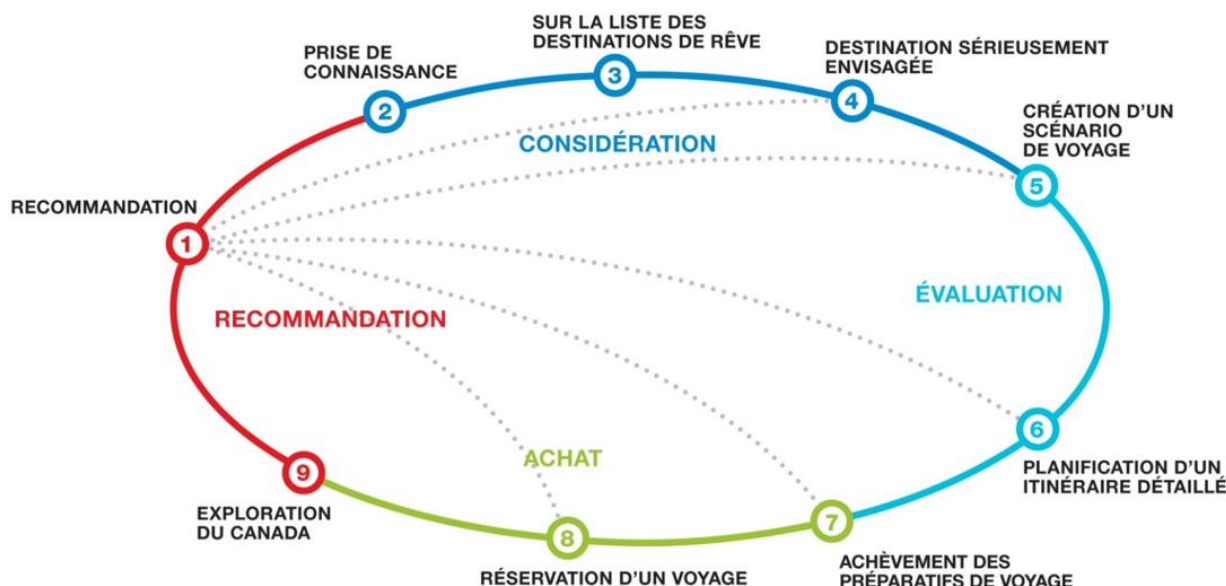 SUR LA LISTE DES
DESTINATIONS DE RÊVE
PRISE DE
CONNAISSANCE
DESTINATION SÉRIEUSEMENT
ENVISAGÉE
3
4
2
CRÉATION D'UN
SCÉNARIO
DE VOYAGE
CONSIDÉRATION
5
RECOMMANDATION
1
ÉVALUATION
RECOMMANDATION
6
ACHAT
9
PLANIFICATION D'UN
ITINÉRAIRE DÉTAILLÉ
EXPLORATION
DU CANADA
7
8
ACHÈVEMENT DES
PRÉPARATIFS DE VOYAGE
RÉSERVATION D'UN VOYAGE